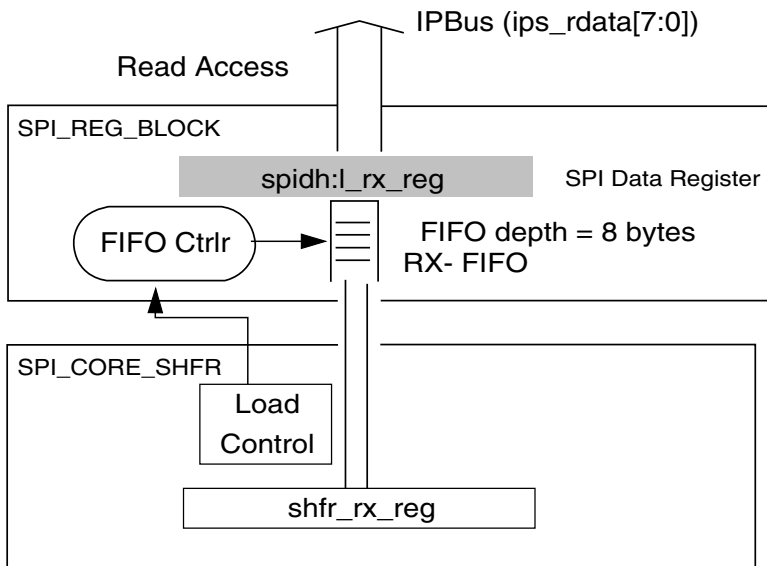 IPBus (ips_rdata[7:0])
Read Access
SPI_REG_BLOCK
spidh:l_rx_reg
SPI Data Register
FIFO Ctrlr
FIFO depth = 8 bytes
RX- FIFO
SPI_CORE_SHFR
Load
Control
shfr_rx_reg